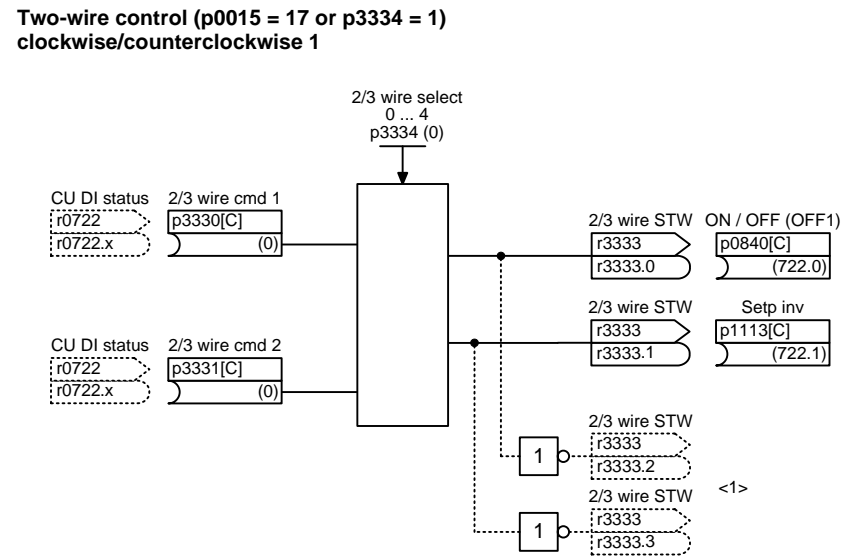 Two-wire control (p0015 = 17 or p3334 = 1)
clockwise/counterclockwise 1
2/3 wire select
0 ... 4
p3334 (0)
CU DI status
r0722
r0722.x
2/3 wire cmd 1
p3330[C]
(0)
2/3 wire STW
r3333
r3333.0
ON / OFF (OFF1)
p0840[C]
(722.0)
2/3 wire STW
r3333
r3333.1
Setp inv
p1113[C]
(722.1)
CU DI status
r0722
r0722.x
2/3 wire cmd 2
p3331[C]
(0)
2/3 wire STW
1
r3333
r3333.2
<1>
2/3 wire STW
1
r3333
r3333.3